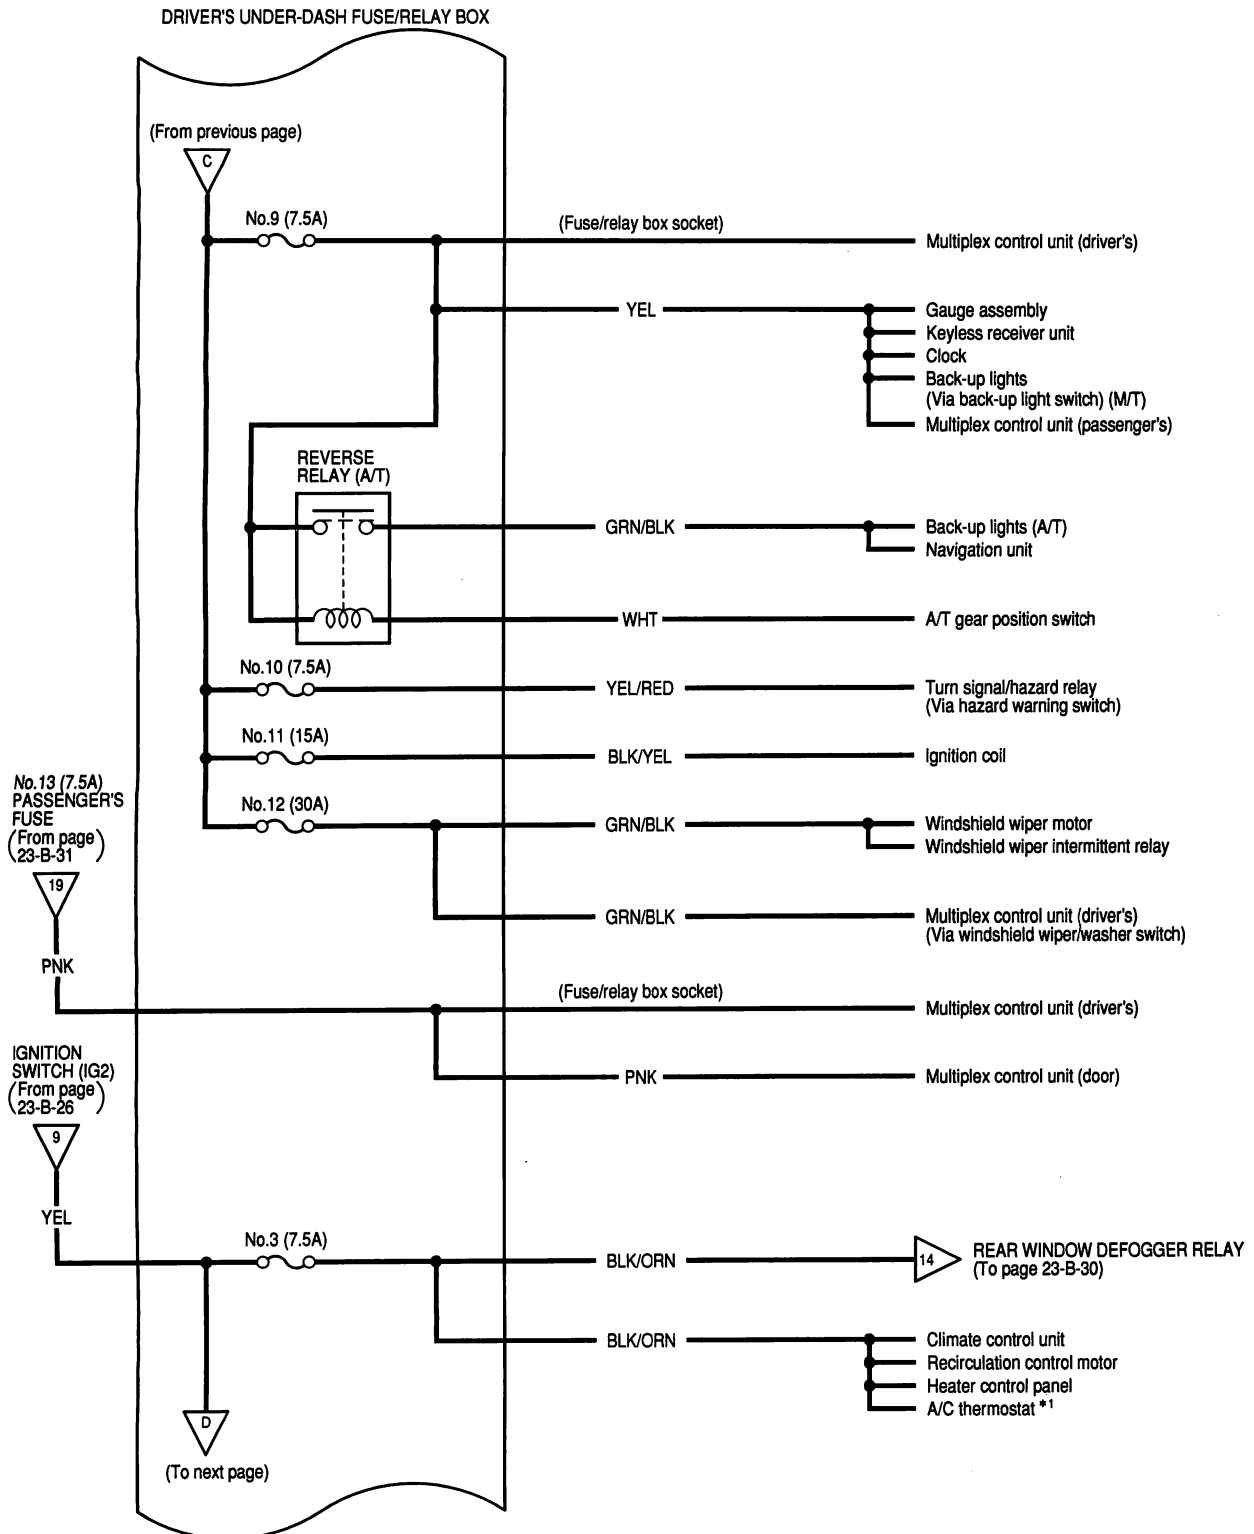 DRIVER'S UNDER-DASH FUSE/RELAY BOX
(From previous page)
C
No.9 (7.5A)
(Fuse/relay box socket)
Multiplex control unit (driver's)
YEL
Gauge assembly
Keyless receiver unit
Clock
Back-up lights
(Via back-up light switch) (M/T)
Multiplex control unit (passenger's)
REVERSE
RELAY (A/T)
GRN/BLK
Back-up lights (A/T)
Navigation unit
WHT
A/T gear position switch
No.10 (7.5A)
YEL/RED
Turn signal/hazard relay
(Via hazard warning switch)
No.11 (15A)
BLK/YEL
Ignition coil
No.13 (7.5A)
PASSENGER'S
FUSE
(From page
23-B-31)
19
PNK
No.12 (30A)
GRN/BLK
Windshield wiper motor
Windshield wiper intermittent relay
GRN/BLK
Multiplex control unit (driver's)
(Via windshield wiper/washer switch)
(Fuse/relay box socket)
Multiplex control unit (driver's)
PNK
Multiplex control unit (door)
IGNITION
SWITCH (IG2)
(From page
23-B-26)
9
YEL
No.3 (7.5A)
BLK/ORN
14
REAR WINDOW DEFOGGER RELAY
(To page 23-B-30)
BLK/ORN
Climate control unit
Recirculation control motor
Heater control panel
A/C thermostat *1
D
(To next page)